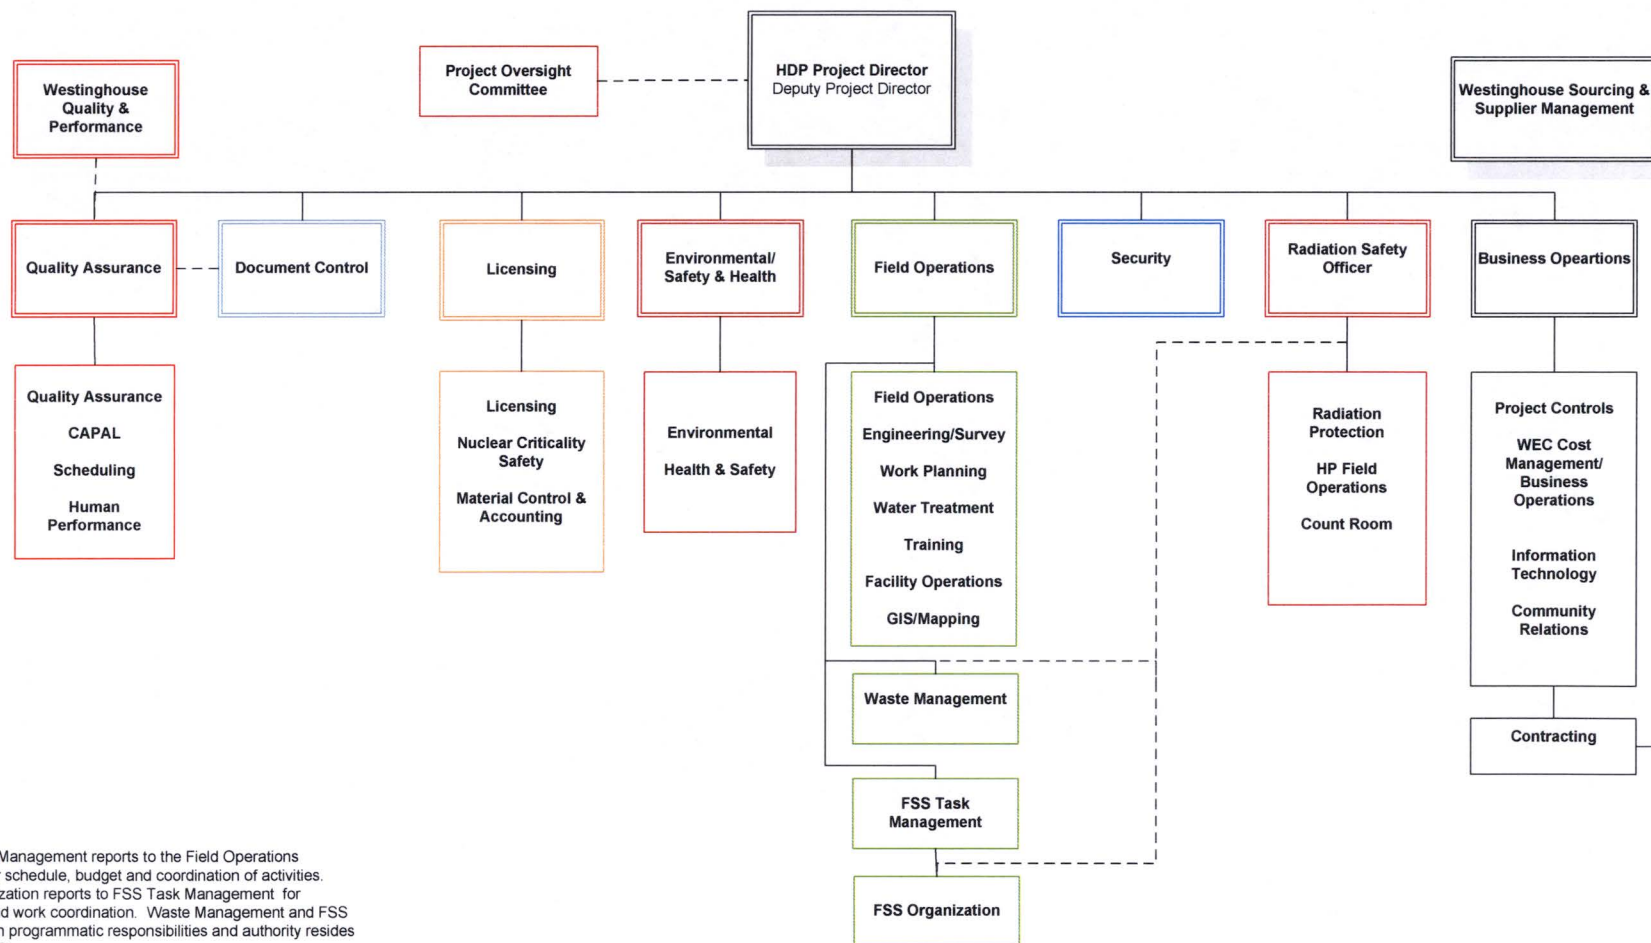 Westinghouse
Quality &
Performance
Project Oversight
Committee
HDP Project Director
Deputy Project Director
Westinghouse Sourcing &
Supplier Management
Quality Assurance
Document Control
Licensing
Environmental/
Safety & Health
Field Operations
Security
Radiation Safety
Officer
Business Opeartions
Quality Assurance
CAPAL
Scheduling
Human
Performance
Licensing
Nuclear Criticality
Safety
Material Control &
Accounting
Environmental
Health & Safety
Field Operations
Engineering/Survey
Work Planning
Water Treatment
Training
Facility Operations
GIS/Mapping
Radiation
Protection
HP Field
Operations
Count Room
Project Controls
WEC Cost
Management/
Business
Operations
Information
Technology
Community
Relations
Waste Management
Contracting
FSS Task
Management
FSS Organization
Management reports to the Field Operations
schedule, budget and coordination of activities.
zation reports to FSS Task Management for
d work coordination. Waste Management and FSS
programmatic responsibilities and authority resides